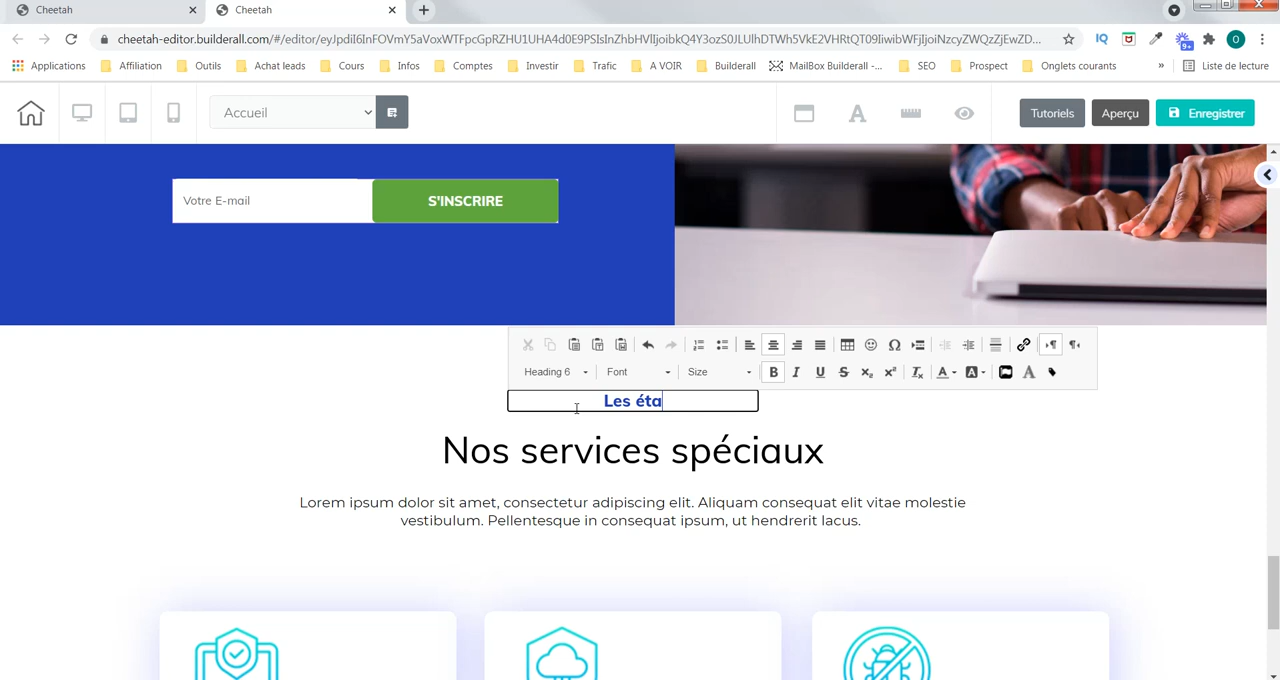 Cheetah
Cheetah
cheetah-editor.builderall.com/#/editor/
IQ
9+
O
Applications
Affiliation
Outils
Achat leads
Cours
Infos
Comptes
Investir
Trafic
A VOIR
Builderall
MailBox Builderall -...
SEO
Prospect
Onglets courants
»
Liste de lecture
Accueil
Tutoriels
Aperçu
Enregistrer
Votre E-mail
S'INSCRIRE
Heading 6
Font
Size
Les éta
Nos services spéciaux
Lorem ipsum dolor sit amet, consectetur adipiscing elit. Aliquam consequat elit vitae molestie
vestibulum. Pellentesque in consequat ipsum, ut hendrerit lacus.